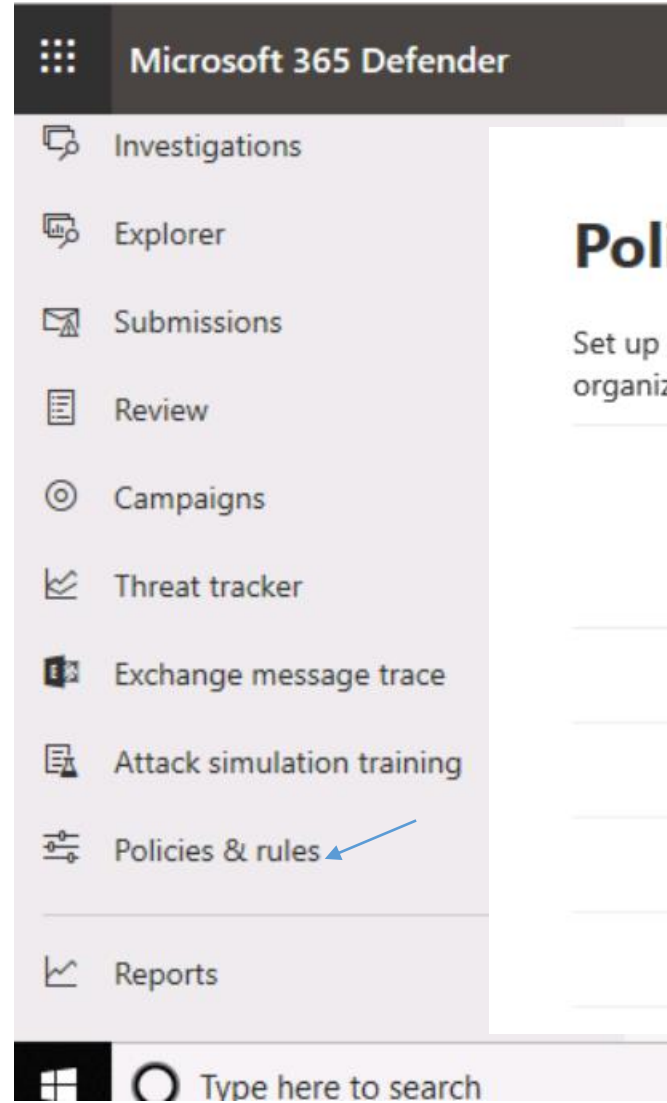 Microsoft 365 Defender
Investigations
Explorer
Submissions
Review
Campaigns
Threat tracker
Exchange message trace
Attack simulation training
Policies & rules
Reports
Poli
Set up
organiz
Type here to search